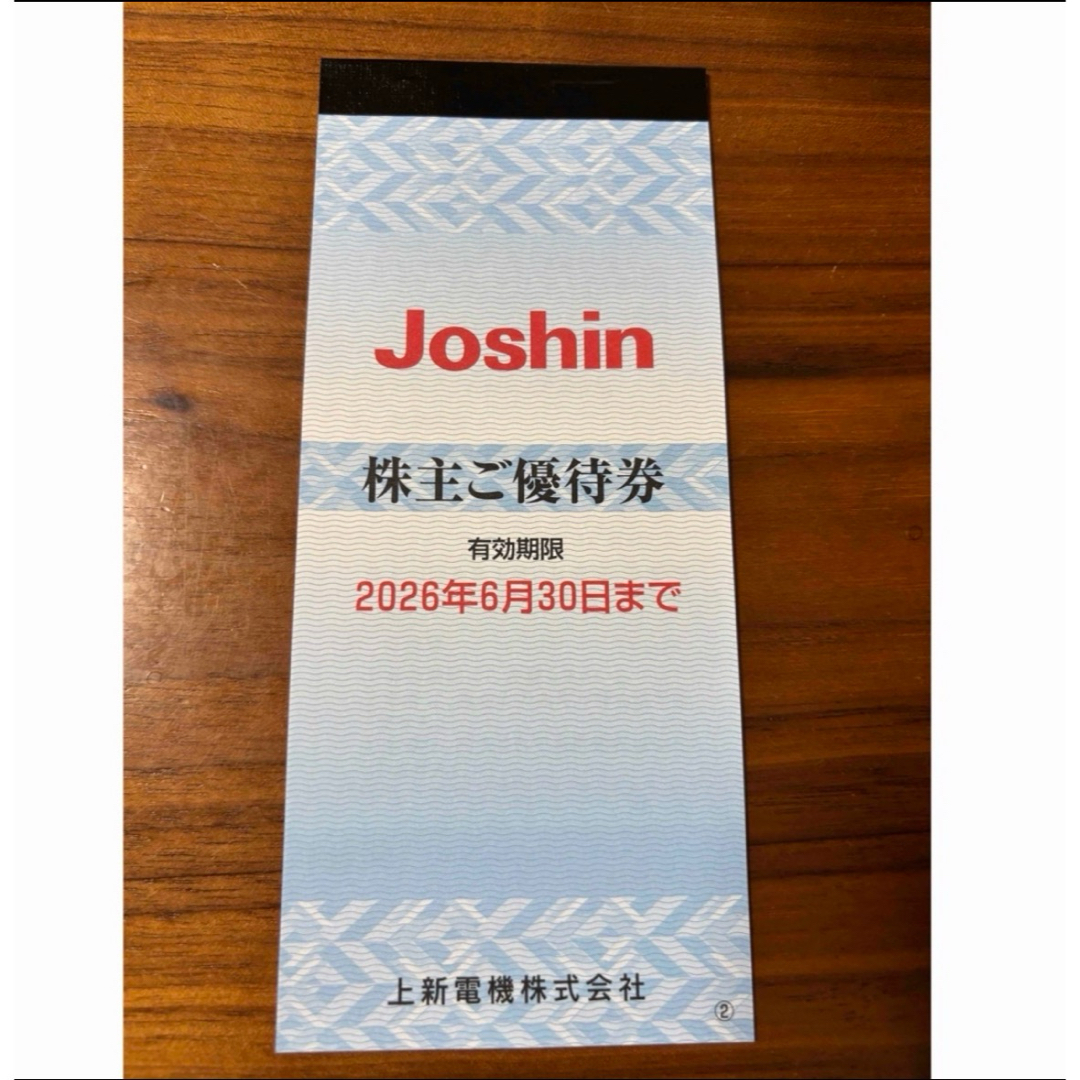 Joshin
株主ご優待券
有効期限
2026年6月30日まで
上新電機株式会社
②